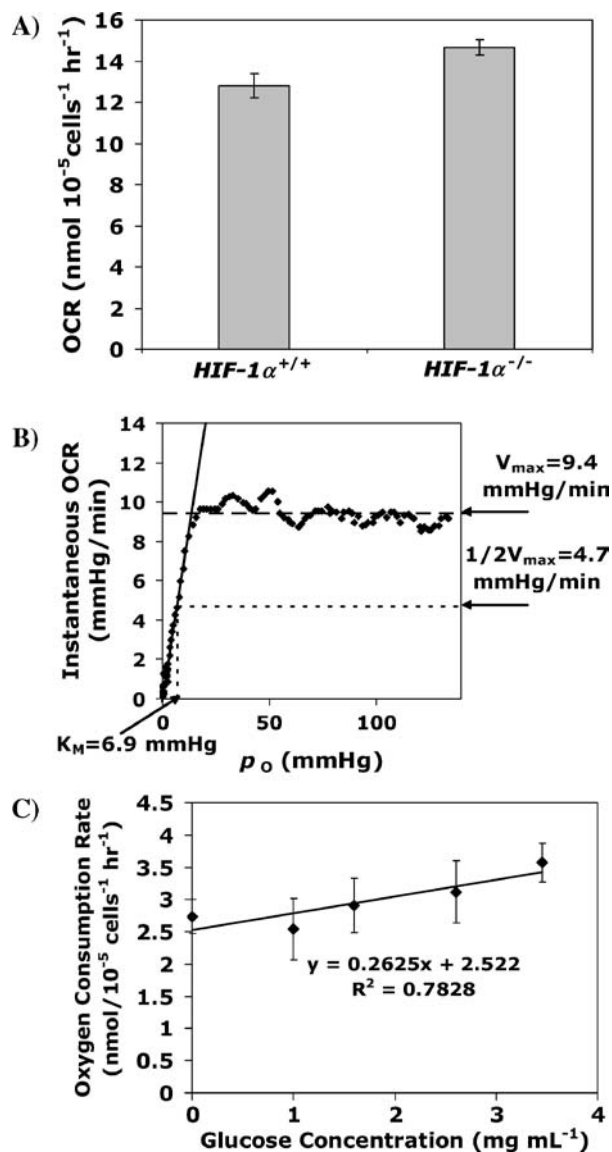 A)
OCR (nmol 10⁻⁵cells⁻¹ hr⁻¹)
16
14
12
10
8
6
4
2
0
HIF-1α⁺/⁺
HIF-1α⁻/⁻
B)
Instantaneous OCR
(mmHg/min)
14
12
10
8
6
4
2
0
Vmax=9.4
mmHg/min
1/2Vmax=4.7
mmHg/min
0
50
100
KM=6.9 mmHg
pO (mmHg)
C)
Oxygen Consumption Rate
(nmol/10⁻⁵ cells⁻¹ hr⁻¹)
4.5
4
3.5
3
2.5
2
1.5
1
0.5
0
y = 0.2625x + 2.522
R² = 0.7828
0
1
2
3
4
Glucose Concentration (mg mL⁻¹)